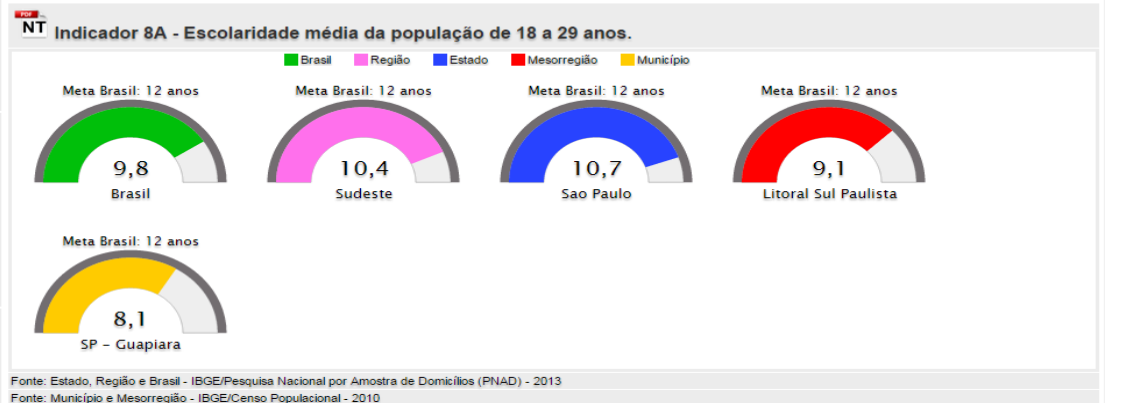 PDF
NT Indicador 8A - Escolaridade média da população de 18 a 29 anos.
Brasil Região Estado Mesorregião Município
Meta Brasil: 12 anos Meta Brasil: 12 anos Meta Brasil: 12 anos Meta Brasil: 12 anos
9,8 10,4 10,7 9,1
Brasil Sudeste Sao Paulo Litoral Sul Paulista
Meta Brasil: 12 anos
8,1
SP - Guapiara
Fonte: Estado, Região e Brasil - IBGE/Pesquisa Nacional por Amostra de Domicílios (PNAD) - 2013
Fonte: Município e Mesorregião - IBGE/Censo Populacional - 2010